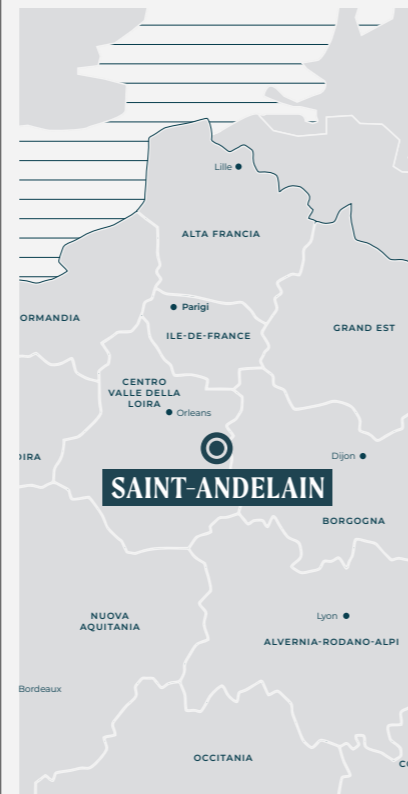 Lille
ALTA FRANCIA
Parigi
ORMANDIA
GRAND EST
ILE-DE-FRANCE
CENTRO
VALLE DELLA
LOIRA
Orleans
DIRA
Dijon
SAINT-ANDELAIN
BORGOGNA
NUOVA
AQUITANIA
Lyon
ALVERNIA-RODANO-ALPI
Bordeaux
OCCITANIA